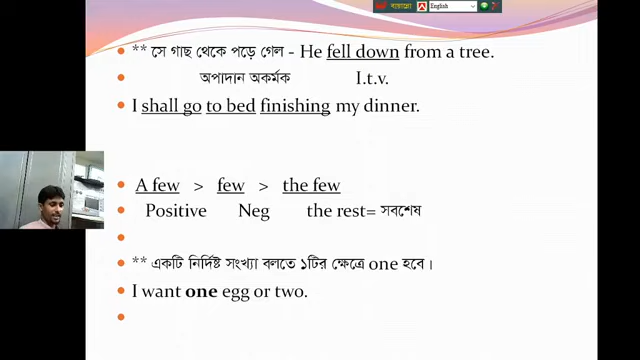 বাংলা English
** সে গাছ থেকে পড়ে গেল - He fell down from a tree.
অপাদান অকর্মক I.t.v.
I shall go to bed finishing my dinner.
A few > few > the few
Positive Neg the rest= সবশেষ
** একটি নির্দিষ্ট সংখ্যা বলতে ১টির ক্ষেত্রে one হবে।
I want one egg or two.